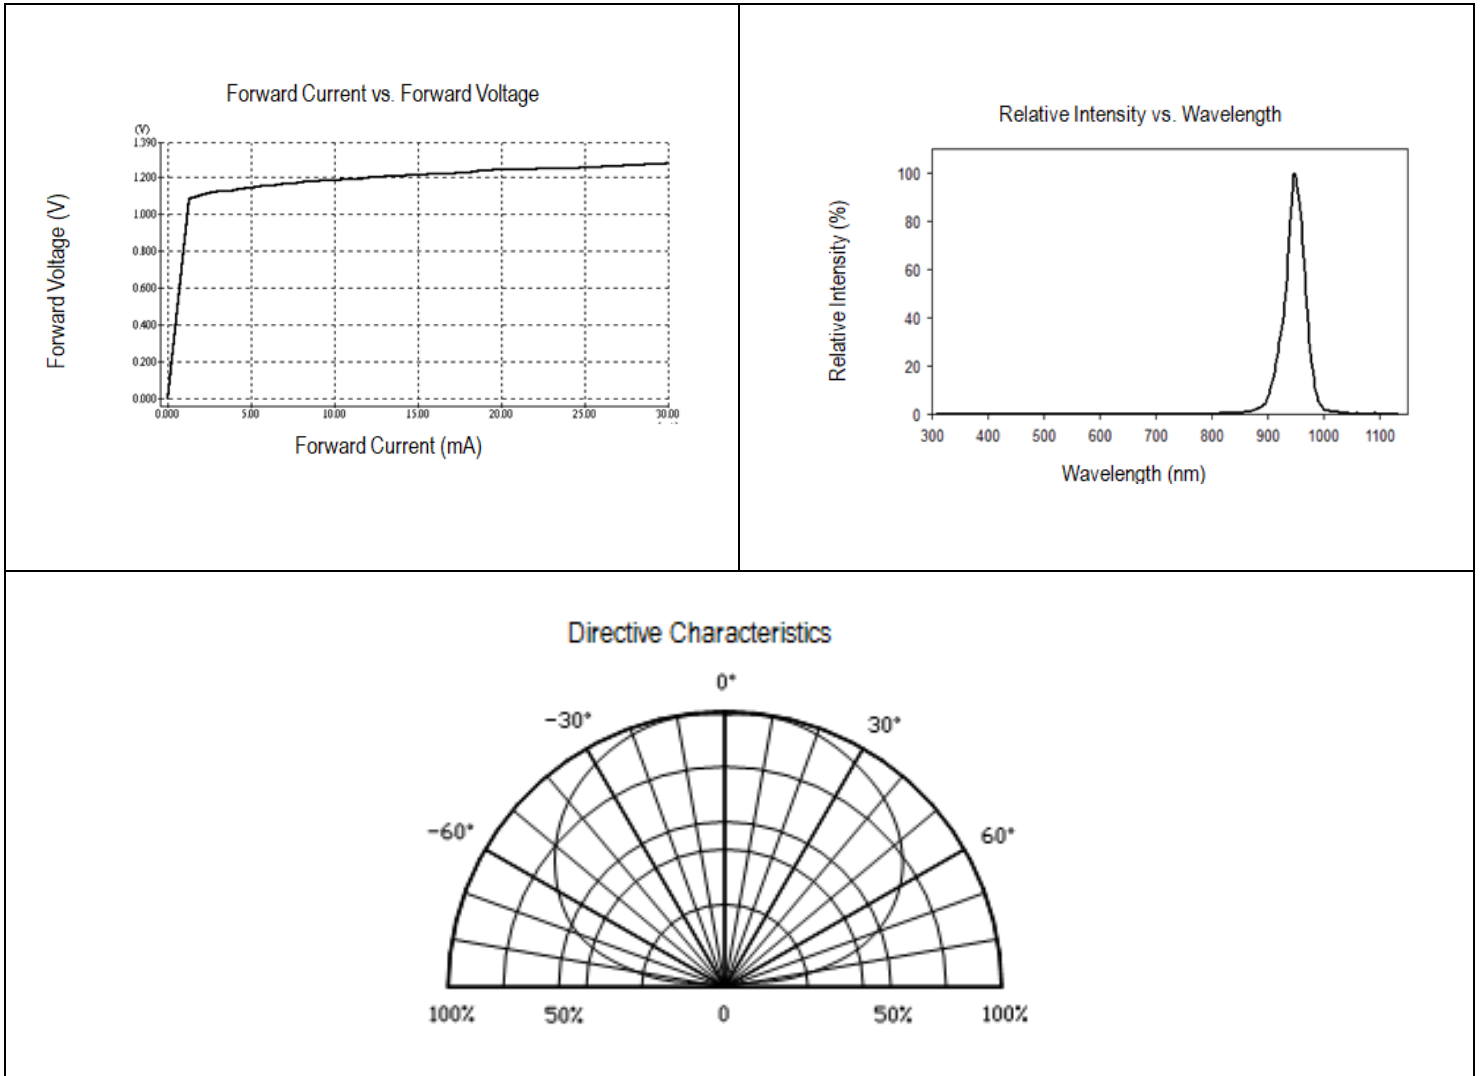 Forward Current vs. Forward Voltage
(V)
1.390
1.200
1.000
0.800
0.600
0.400
0.200
0.000
0.000 5.00 10.00 15.00 20.00 25.00 30.00
Forward Voltage (V)
Forward Current (mA)
Relative Intensity vs. Wavelength
100
80
60
40
20
0
300 400 500 600 700 800 900 1000 1100
Relative Intensity (%)
Wavelength (nm)
Directive Characteristics
0°
-30° 30°
-60° 60°
100% 50% 0 50% 100%